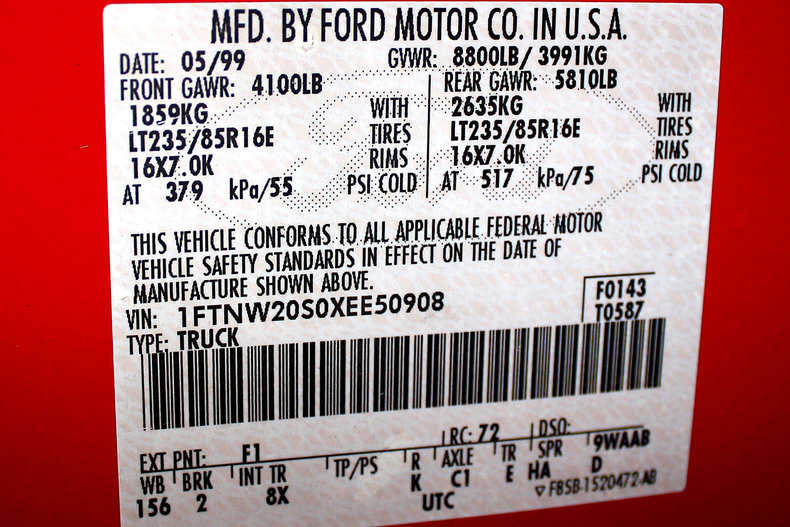 MFD. BY FORD MOTOR CO. IN U.S.A.
DATE: 05/99 GVWR: 8800LB/ 3991KG
FRONT GAWR: 4100LB REAR GAWR: 5810LB
1859KG WITH 2635KG WITH
LT235/85R16E TIRES LT235/85R16E TIRES
16X7.0K RIMS 16X7.0K RIMS
AT 379 kPa/55 PSI COLD AT 517 kPa/75 PSI COLD
THIS VEHICLE CONFORMS TO ALL APPLICABLE FEDERAL MOTOR
VEHICLE SAFETY STANDARDS IN EFFECT ON THE DATE OF
MANUFACTURE SHOWN ABOVE.
VIN: 1FTNW20S0XEE50908 F0143
TYPE: TRUCK T0587
EXT PNT: F1 RC: 72 DSO:
WB BRK INT TR TP/PS R AXLE TR SPR 9WAAB
156 2 8X K C1 E HA D
UTC ▽ F85B-1520472-AB